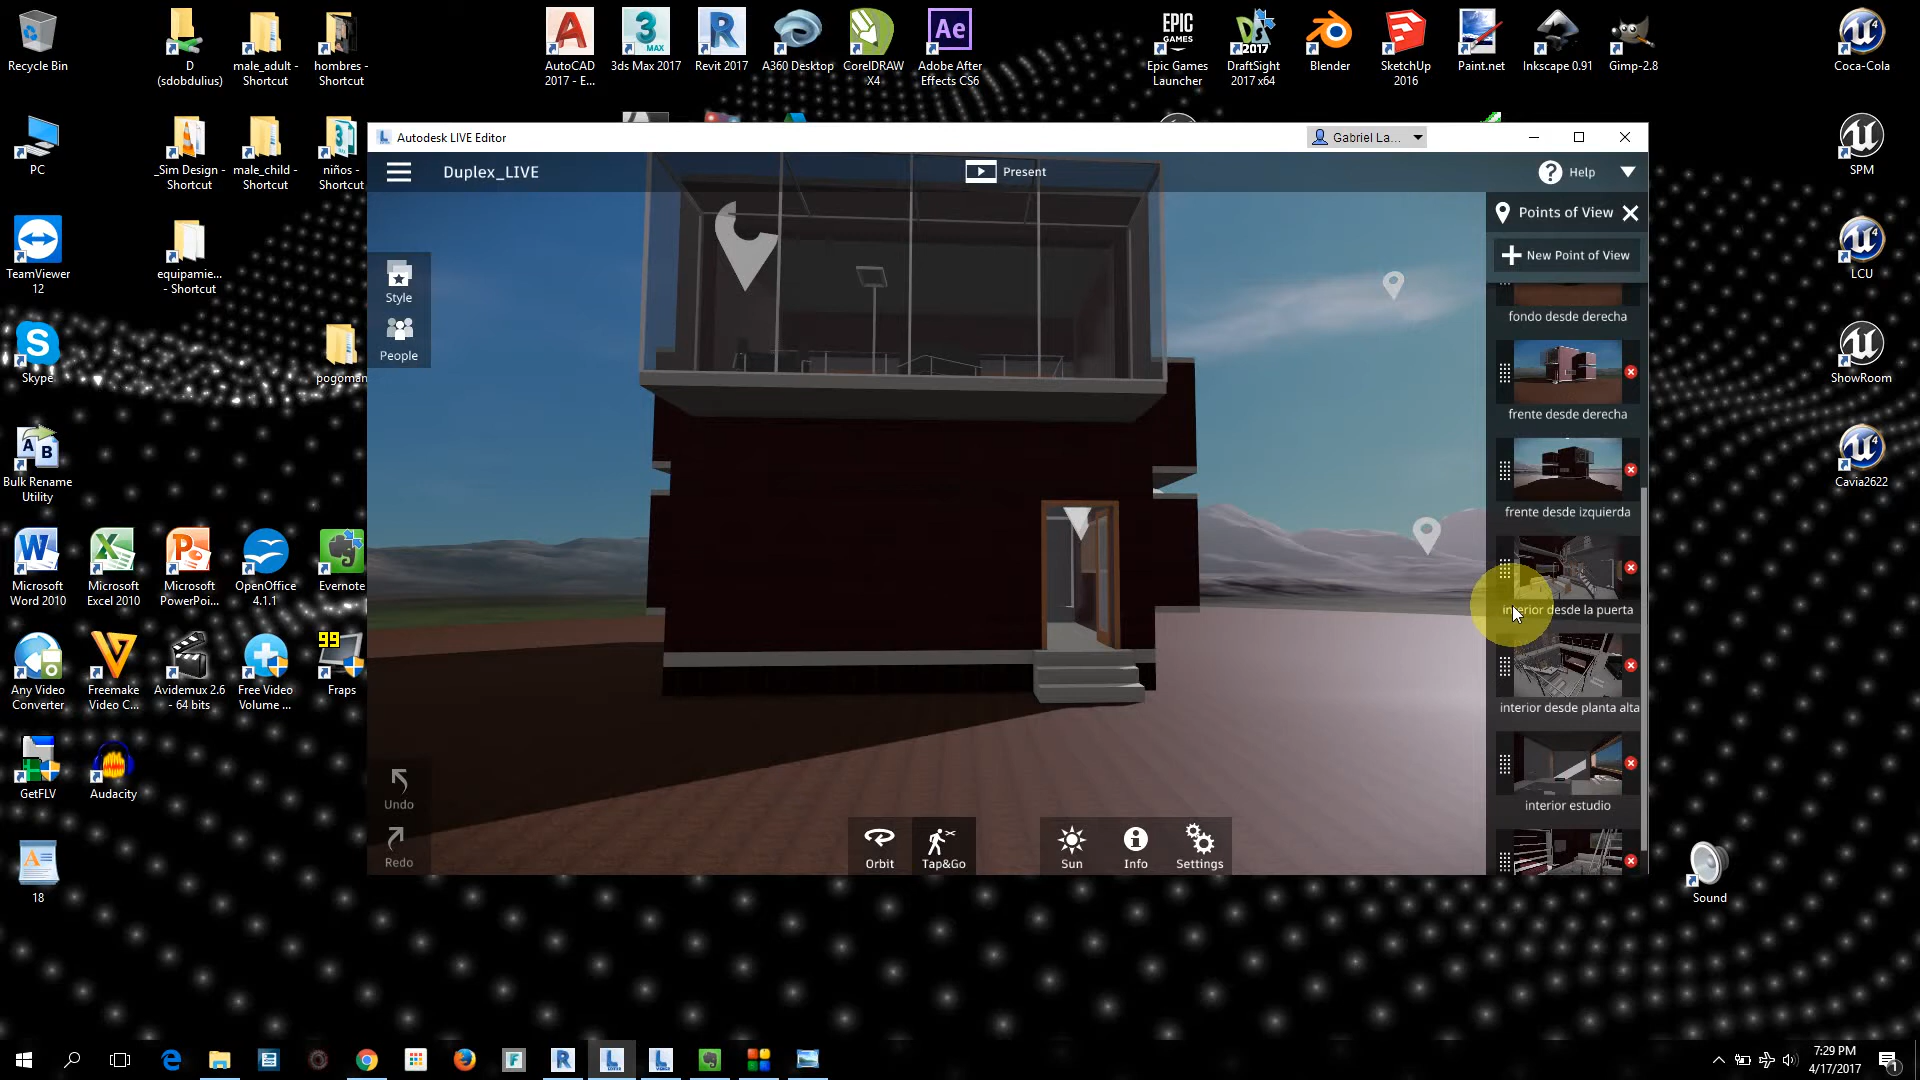 Recycle Bin
D
(sdobdulius)
male_adult -
Shortcut
hombres -
Shortcut
AutoCAD
2017 - E...
3ds Max 2017
Revit 2017
A360 Desktop
CorelDRAW
X4
Adobe After
Effects CS6
Epic Games
Launcher
DraftSight
2017 x64
Blender
SketchUp
2016
Paint.net
Inkscape 0.91
Gimp-2.8
Coca-Cola
PC
_Sim Design -
Shortcut
male_child -
Shortcut
niños -
Shortcut
Autodesk LIVE Editor
Gabriel La...
SPM
Duplex_LIVE
Present
Help
Points of View
New Point of View
TeamViewer
12
equipamie...
- Shortcut
Style
People
LCU
fondo desde derecha
Skype
pogoman
ShowRoom
frente desde derecha
Bulk Rename
Utility
Cavia2622
frente desde izquierda
Microsoft
Word 2010
Microsoft
Excel 2010
Microsoft
PowerPoi...
OpenOffice
4.1.1
Evernote
interior desde la puerta
99
Any Video
Converter
Freemake
Video C...
Avidemux 2.6
- 64 bits
Free Video
Volume ...
Fraps
interior desde planta alta
GetFLV
Audacity
Undo
interior estudio
Redo
Orbit
Tap&Go
Sun
Info
Settings
18
Sound
7:29 PM
4/17/2017